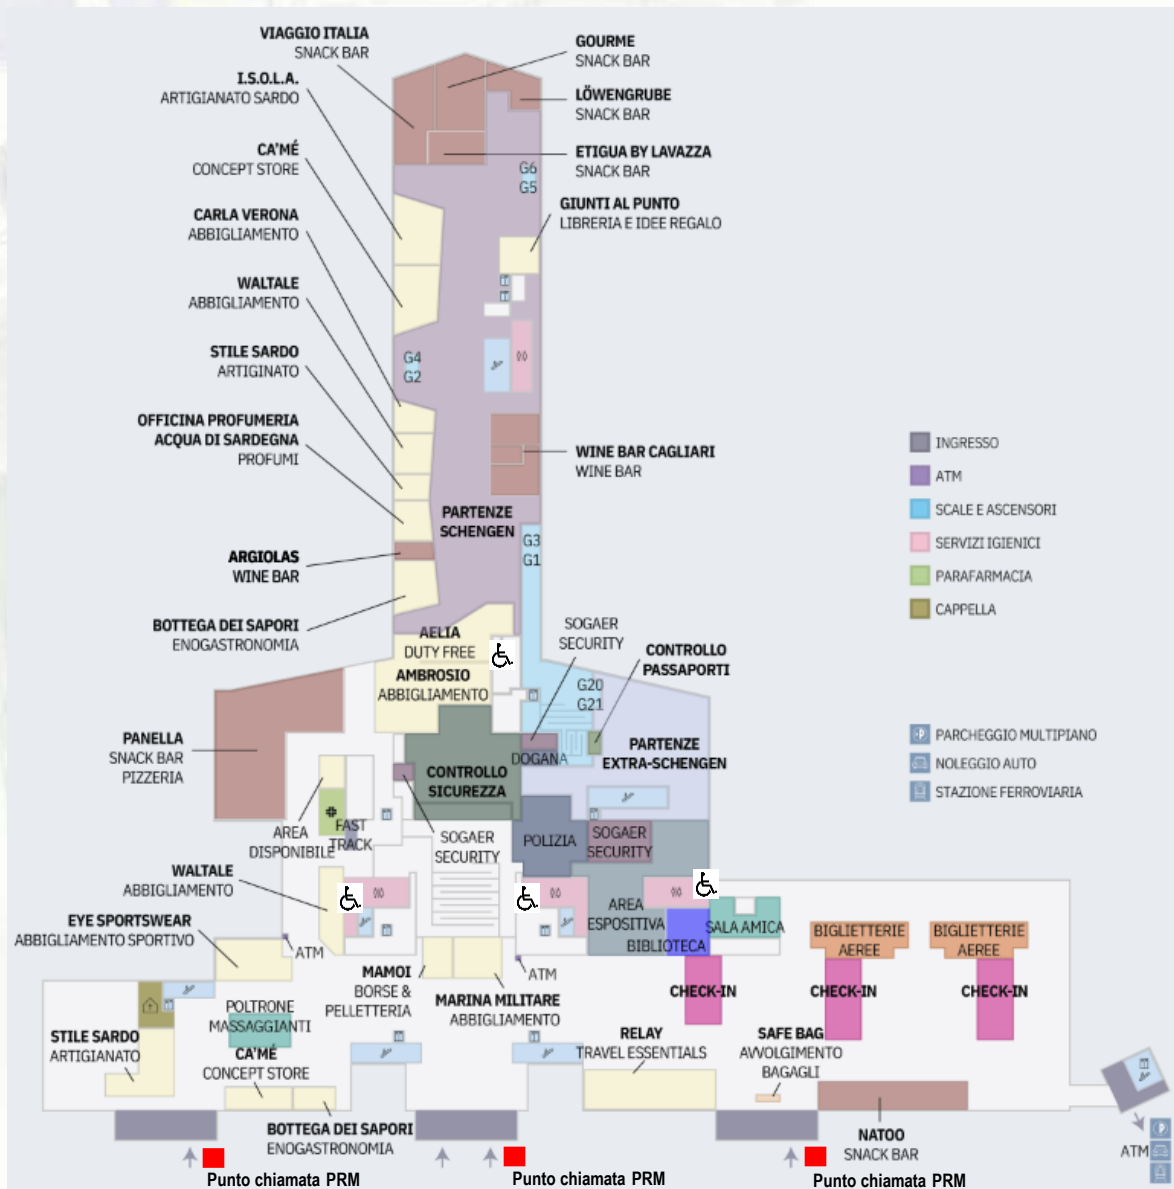 VIAGGIO ITALIA
SNACK BAR
GOURME
SNACK BAR
I.S.O.L.A.
ARTIGIANATO SARDO
LÖWENGRUBE
SNACK BAR
CA'MÉ
CONCEPT STORE
ETIGUA BY LAVAZZA
SNACK BAR
G6
G5
CARLA VERONA
ABBIGLIAMENTO
GIUNTI AL PUNTO
LIBRERIA E IDEE REGALO
WALTALE
ABBIGLIAMENTO
STILE SARDO
ARTIGINATO
G4
G2
OFFICINA PROFUMERIA
ACQUA DI SARDEGNA
PROFUMI
WINE BAR CAGLIARI
WINE BAR
PARTENZE
SCHENGEN
G3
G1
ARGIOLAS
WINE BAR
BOTTEGA DEI SAPORI
ENOGASTRONOMIA
AELIA
DUTY FREE
AMBROSIO
ABBIGLIAMENTO
SOGAER
SECURITY
CONTROLLO
PASSAPORTI
G20
G21
INGRESSO
ATM
SCALE E ASCENSORI
SERVIZI IGIENICI
PARAFARMACIA
CAPPELLA
PANELLA
SNACK BAR
PIZZERIA
CONTROLLO
SICUREZZA
DOGANA
PARTENZE
EXTRA-SCHENGEN
PARCHEGGIO MULTIPIANO
NOLEGGIO AUTO
STAZIONE FERROVIARIA
AREA
DISPONIBILE
FAST
TRACK
SOGAER
SECURITY
POLIZIA
SOGAER
SECURITY
WALTALE
ABBIGLIAMENTO
AREA
ESPOSITIVA
BIBLIOTECA
SALA AMICA
BIGLIETTERIE
AEREE
BIGLIETTERIE
AEREE
EYE SPORTSWEAR
ABBIGLIAMENTO SPORTIVO
ATM
MAMOI
BORSE &
PELLETTERIA
ATM
MARINA MILITARE
ABBIGLIAMENTO
CHECK-IN
CHECK-IN
CHECK-IN
POLTRONE
MASSAGGIANTI
STILE SARDO
ARTIGIANATO
CA'MÉ
CONCEPT STORE
RELAY
TRAVEL ESSENTIALS
SAFE BAG
AVVOLGIMENTO
BAGAGLI
BOTTEGA DEI SAPORI
ENOGASTRONOMIA
NATOO
SNACK BAR
ATM
Punto chiamata PRM
Punto chiamata PRM
Punto chiamata PRM